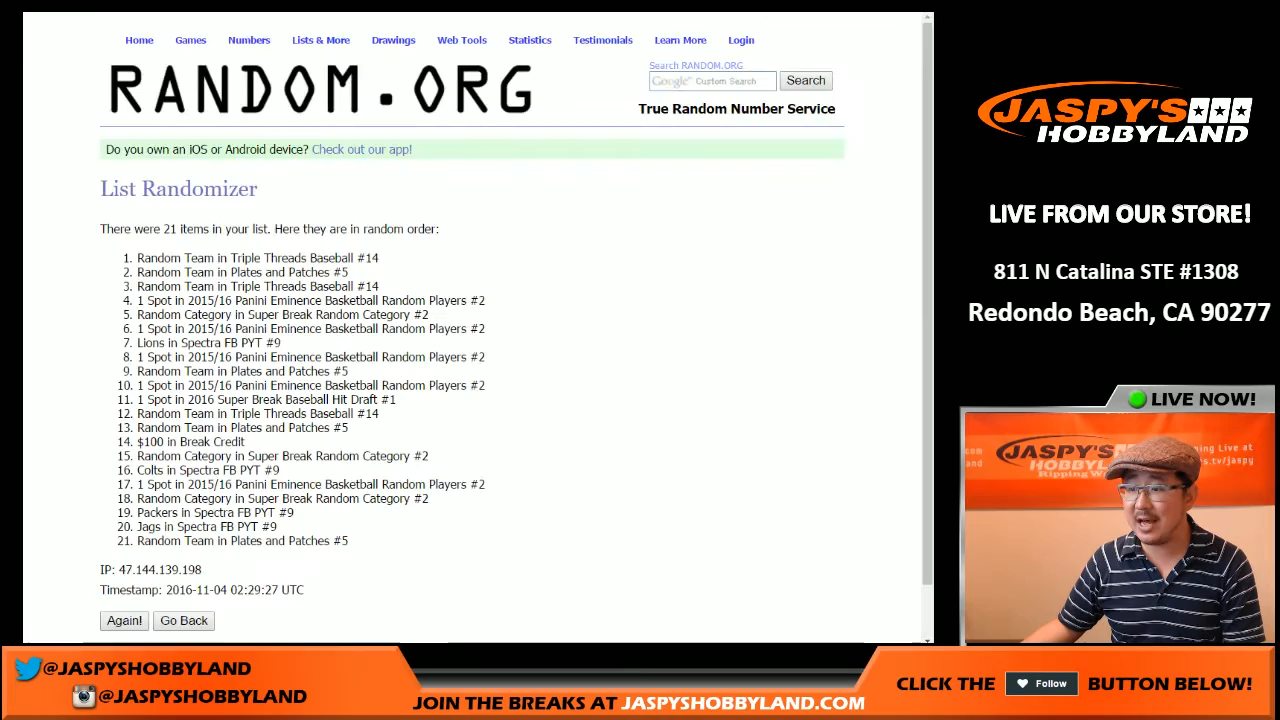 Home Games Numbers Lists & More Drawings Web Tools Statistics Testimonials Learn More Login
RANDOM.ORG
Search RANDOM.ORG
Google™ Custom Search Search
True Random Number Service
Do you own an iOS or Android device? Check out our app!
List Randomizer
There were 21 items in your list. Here they are in random order:
1. Random Team in Triple Threads Baseball #14
2. Random Team in Plates and Patches #5
3. Random Team in Triple Threads Baseball #14
4. 1 Spot in 2015/16 Panini Eminence Basketball Random Players #2
5. Random Category in Super Break Random Category #2
6. 1 Spot in 2015/16 Panini Eminence Basketball Random Players #2
7. Lions in Spectra FB PYT #9
8. 1 Spot in 2015/16 Panini Eminence Basketball Random Players #2
9. Random Team in Plates and Patches #5
10. 1 Spot in 2015/16 Panini Eminence Basketball Random Players #2
11. 1 Spot in 2016 Super Break Baseball Hit Draft #1
12. Random Team in Triple Threads Baseball #14
13. Random Team in Plates and Patches #5
14. $100 in Break Credit
15. Random Category in Super Break Random Category #2
16. Colts in Spectra FB PYT #9
17. 1 Spot in 2015/16 Panini Eminence Basketball Random Players #2
18. Random Category in Super Break Random Category #2
19. Packers in Spectra FB PYT #9
20. Jags in Spectra FB PYT #9
21. Random Team in Plates and Patches #5
IP: 47.144.139.198
Timestamp: 2016-11-04 02:29:27 UTC
Again! Go Back
JASPY'S
HOBBYLAND
LIVE FROM OUR STORE!
811 N Catalina STE #1308
Redondo Beach, CA 90277
LIVE NOW!
.com
land
JASPY'S
HOBBYLAND
Ripping
ping Live at
es.tv/jaspy
@JASPYSHOBBYLAND
@JASPYSHOBBYLAND
JOIN THE BREAKS AT JASPYSHOBBYLAND.COM
CLICK THE Follow BUTTON BELOW!